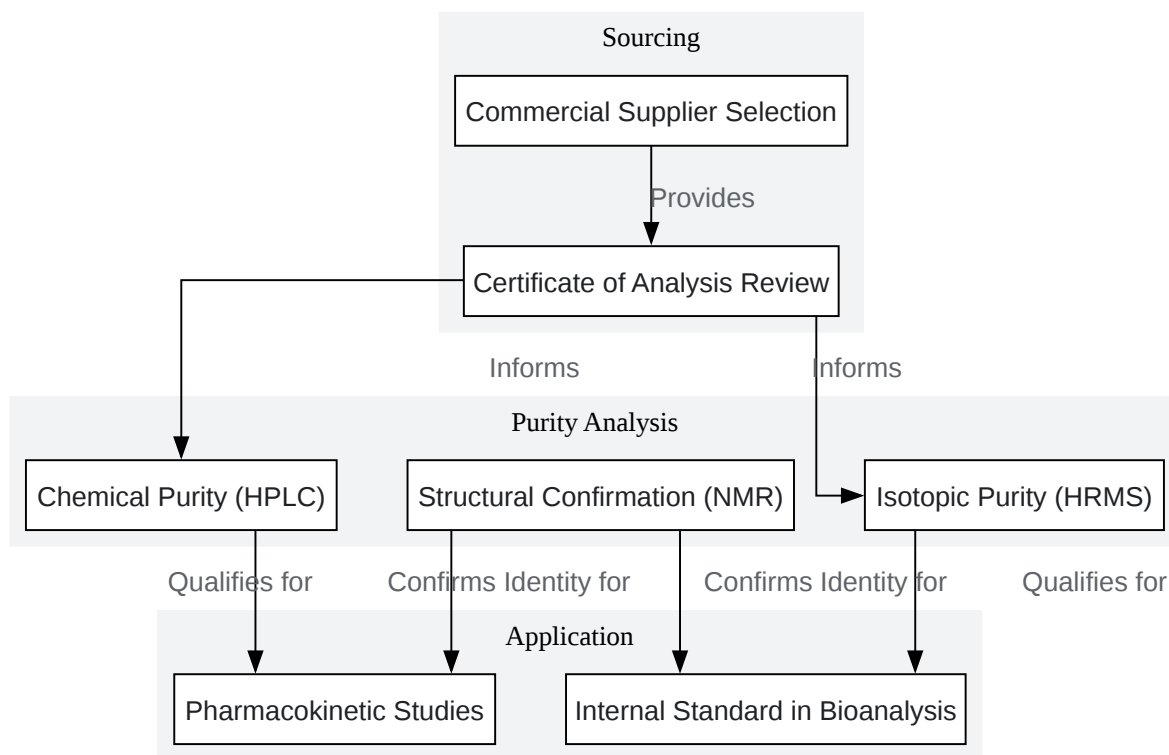 Sourcing
Commercial Supplier Selection
Provides
Certificate of Analysis Review
Informs
Informs
Purity Analysis
Chemical Purity (HPLC)
Structural Confirmation (NMR)
Isotopic Purity (HRMS)
Qualifies for
Confirms Identity for
Confirms Identity for
Qualifies for
Application
Pharmacokinetic Studies
Internal Standard in Bioanalysis